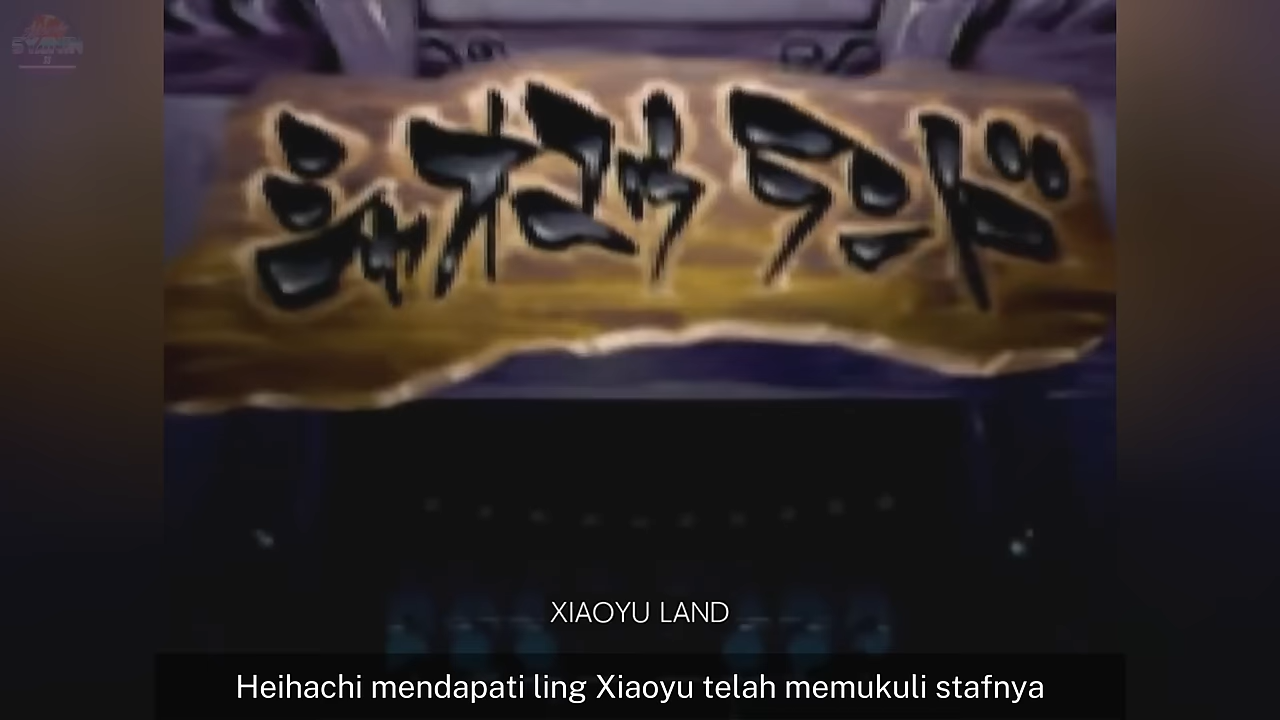 シャオユウ ランド
XIAOYU LAND
Heihachi mendapati ling Xiaoyu telah memukuli stafnya